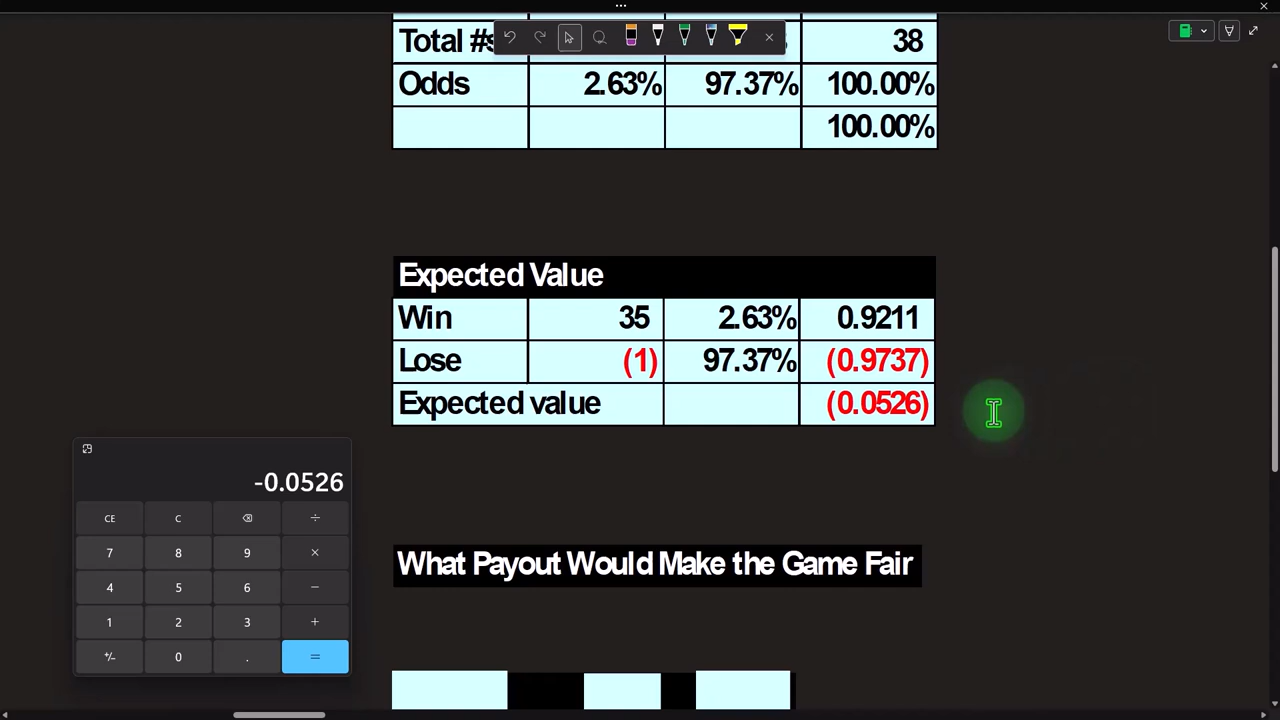 Total #s 38
Odds 2.63% 97.37% 100.00%
100.00%
Expected Value
Win 35 2.63% 0.9211
Lose (1) 97.37% (0.9737)
Expected value (0.0526)
-0.0526
CE C ÷
7 8 9 ×
4 5 6 −
1 2 3 +
+/− 0 . =
What Payout Would Make the Game Fair